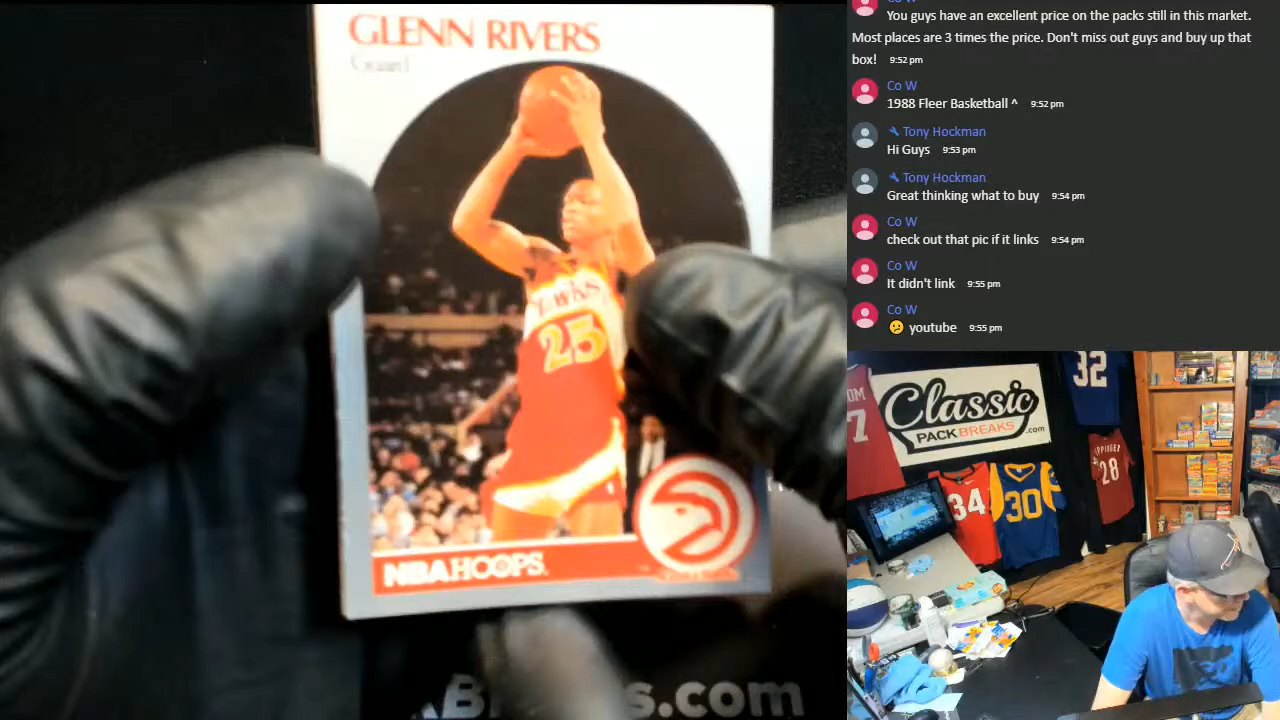 GLENN RIVERS
Guard
HAWKS
25
NBA HOOPS
.com
Co W
You guys have an excellent price on the packs still in this market.
Most places are 3 times the price. Don't miss out guys and buy up that
box! 9:52 pm
Co W
1988 Fleer Basketball ^ 9:52 pm
Tony Hockman
Hi Guys 9:53 pm
Tony Hockman
Great thinking what to buy 9:54 pm
Co W
check out that pic if it links 9:54 pm
Co W
It didn't link 9:55 pm
Co W
😕 youtube 9:55 pm
Classic
PACKBREAKS.com
32
7
34
30
28